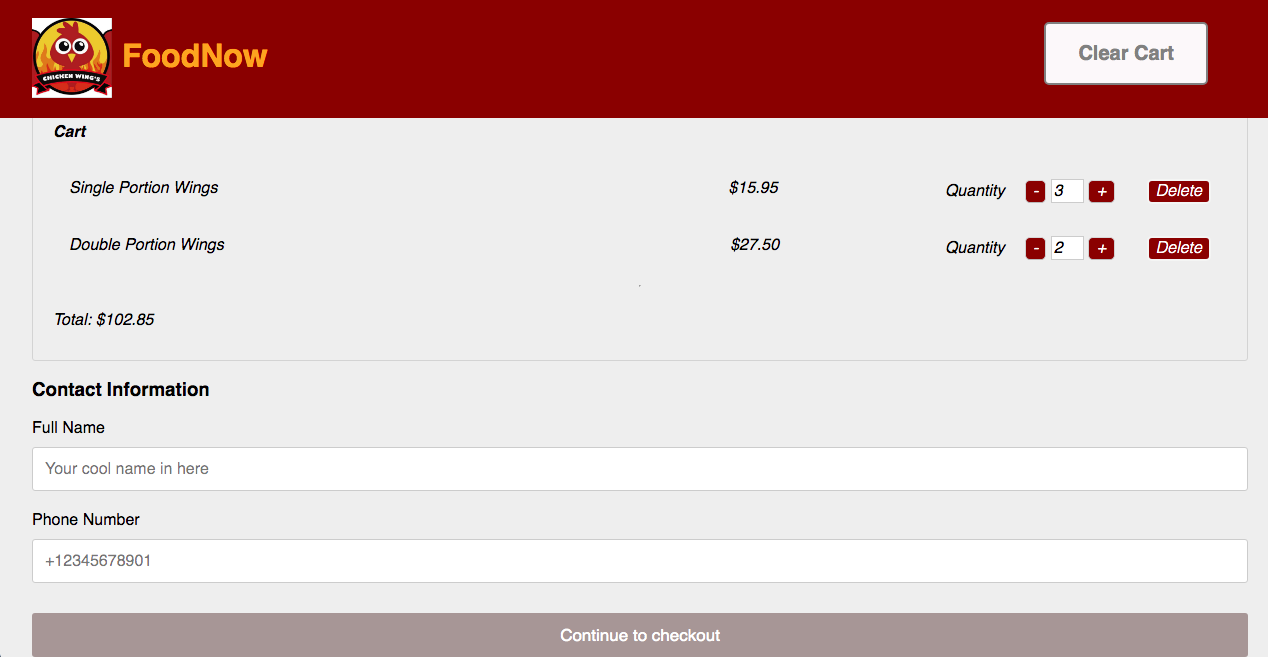 CHICKEN WING'S
FoodNow
Clear Cart
Cart
Single Portion Wings $15.95 Quantity - 3 + Delete
Double Portion Wings $27.50 Quantity - 2 + Delete
Total: $102.85
Contact Information
Full Name
Your cool name in here
Phone Number
+12345678901
Continue to checkout